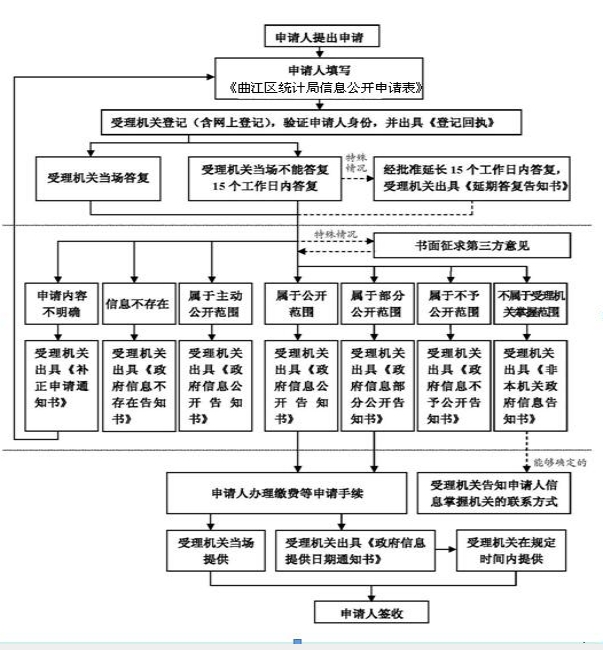 申请人提出申请
申请人填写
《曲江区统计局信息公开申请表》
受理机关登记（含网上登记），验证申请人身份，并出具《登记回执》
受理机关当场答复
受理机关当场不能答复
15个工作日内答复
特殊
情况
经批准延长15个工作日内答复，
受理机关出具《延期答复告知书》
特殊情况
书面征求第三方意见
申请内容
不明确
信息不存在
属于主动
公开范围
属于公开
范围
属于部分
公开范围
属于不予
公开范围
不属于受理机
关掌握范围
受理机关
出具《补
正申请通
知书》
受理机关
出具《政
府信息不
存在告知
书》
受理机关
出具《政
府信息公
开告知
书》
受理机关
出具《政
府信息公
开告知
书》
受理机关
出具《政
府信息部
分公开告
知书》
受理机关
出具《政
府信息不
予公开告
知书》
受理机关
出具《非
本机关政
府信息告
知书》
能够确定的
申请人办理缴费等申请手续
受理机关告知申请人信
息掌握机关的联系方式
受理机关当场
提供
受理机关出具《政府信息
提供日期通知书》
受理机关在规定
时间内提供
申请人签收